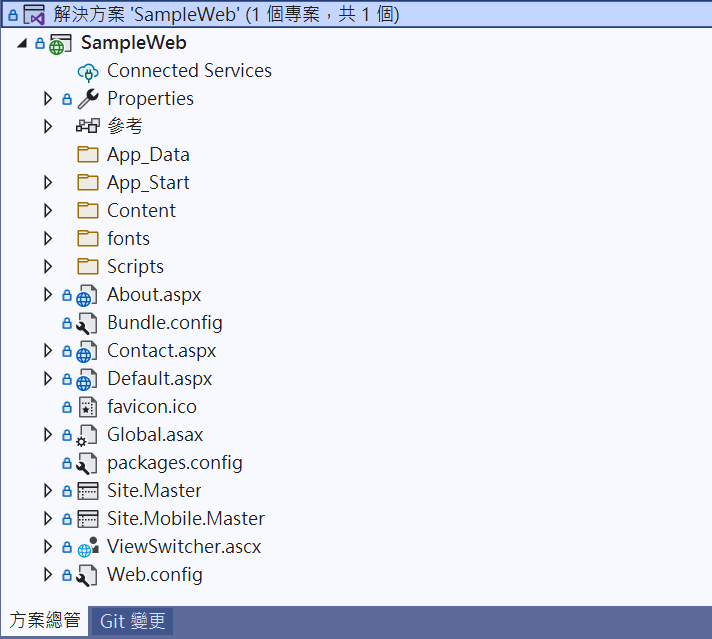 解決方案 'SampleWeb' (1 個專案，共 1 個)
SampleWeb
Connected Services
Properties
參考
App_Data
App_Start
Content
fonts
Scripts
About.aspx
Bundle.config
Contact.aspx
Default.aspx
favicon.ico
Global.asax
packages.config
Site.Master
Site.Mobile.Master
ViewSwitcher.ascx
Web.config
方案總管 Git 變更